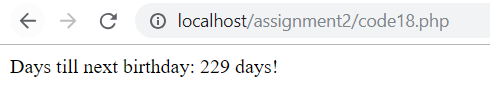 localhost/assignment2/code18.php
Days till next birthday: 229 days!